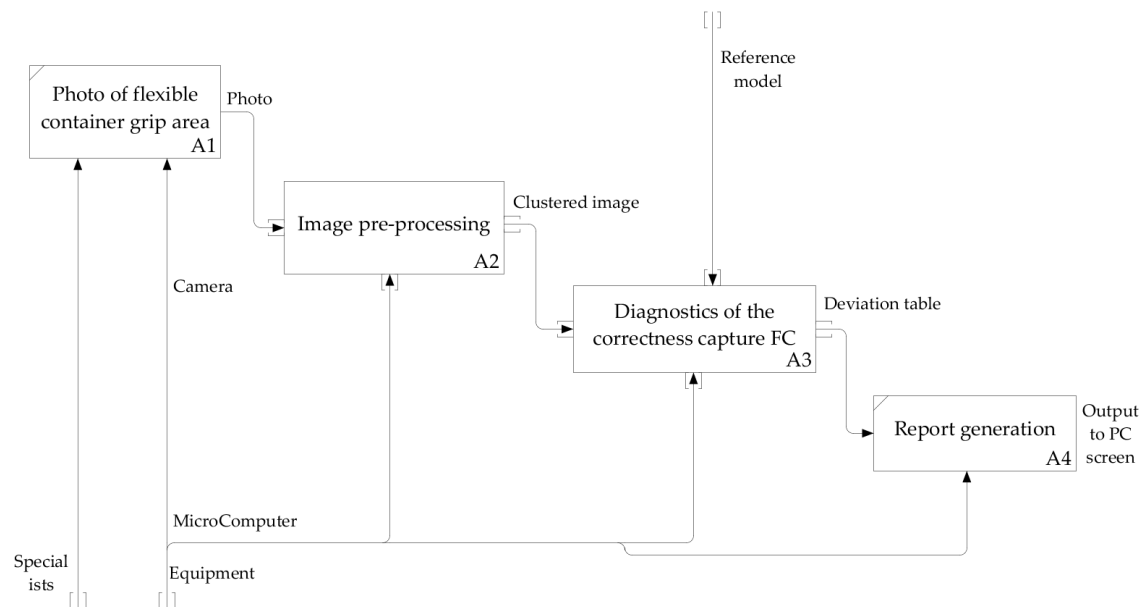 Reference
model
Photo of flexible
container grip area
A1
Photo
Image pre-processing
A2
Clustered image
Camera
Diagnostics of the
correctness capture FC
A3
Deviation table
Report generation
A4
Output
to PC
screen
MicroComputer
Special
ists
Equipment